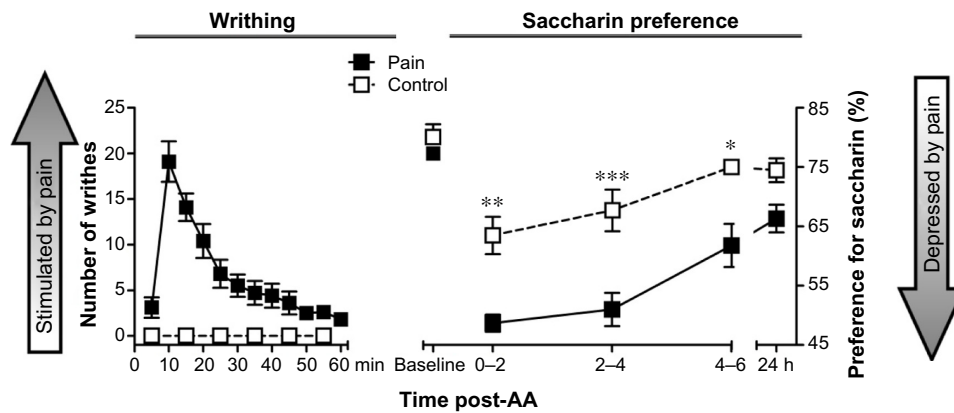 Writhing
Saccharin preference
Pain
Control
Stimulated by pain
Number of writhes
25
20
15
10
5
0
0 10 20 30 40 50 60 min
**
***
*
Baseline 0–2 2–4 4–6 24 h
85
75
65
55
45
Preference for saccharin (%)
Depressed by pain
Time post-AA